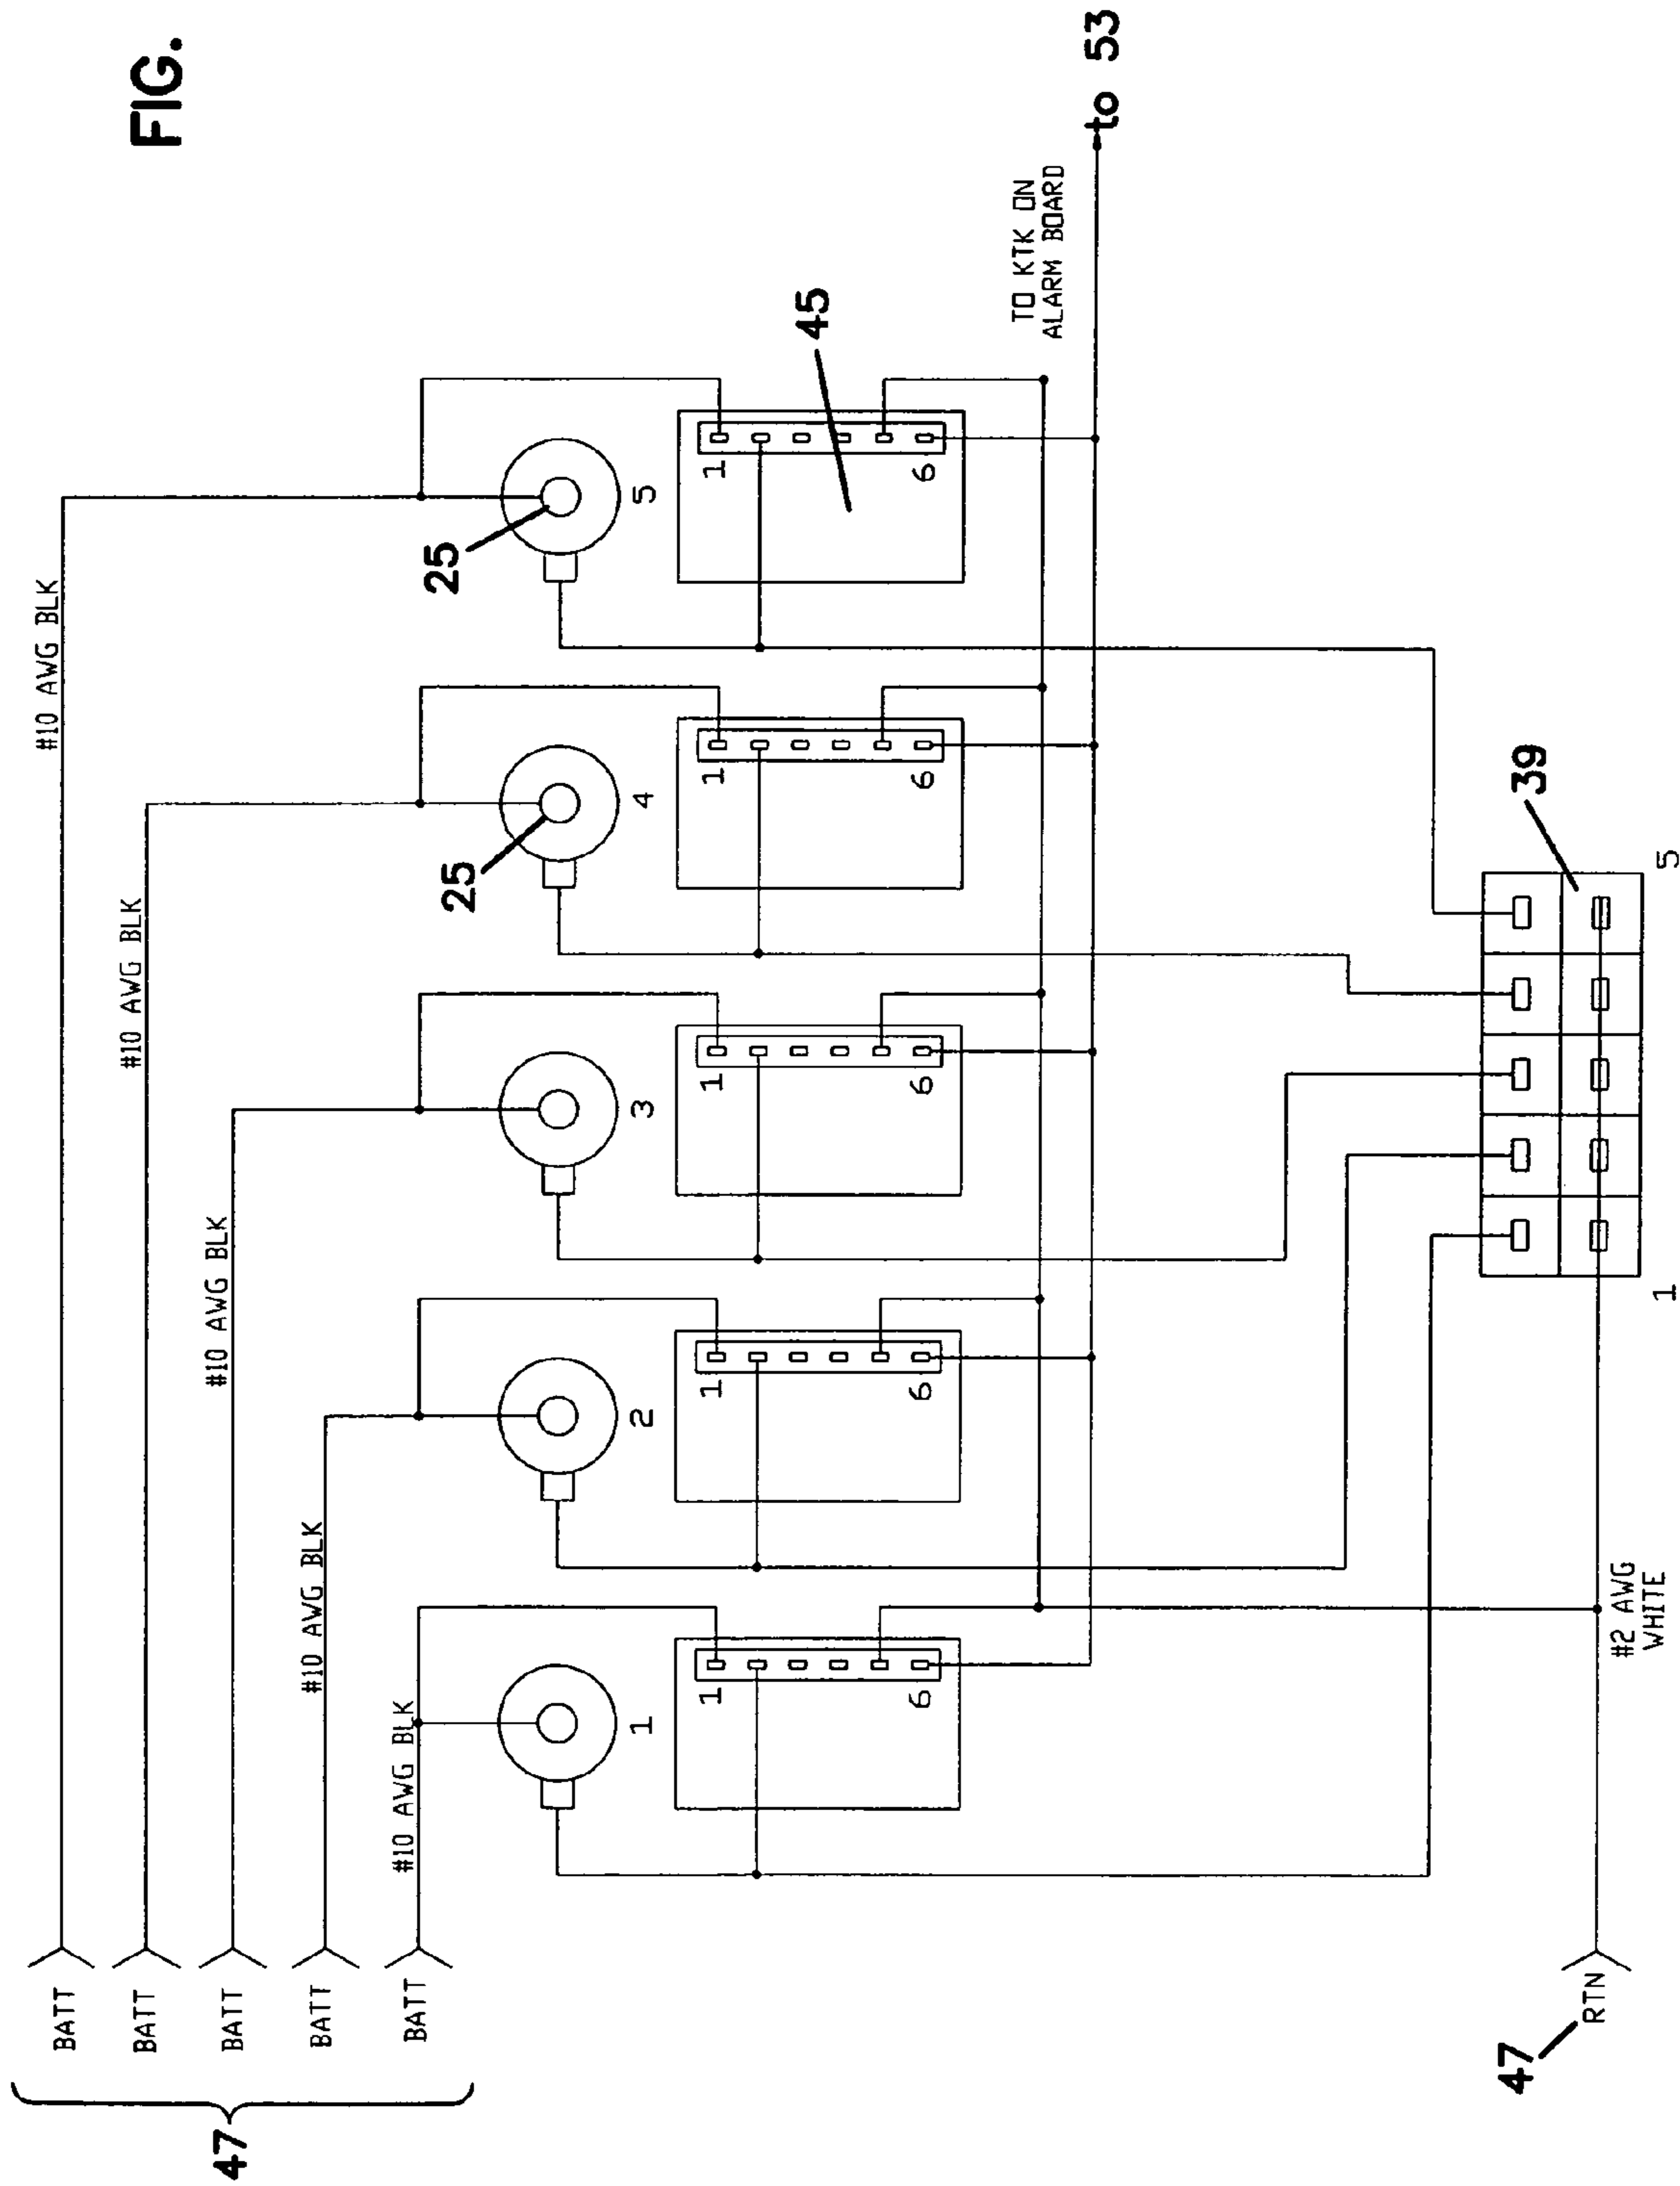 FIG.
47
BATT
#10 AWG BLK
BATT
#10 AWG BLK
BATT
#10 AWG BLK
BATT
#10 AWG BLK
BATT
#10 AWG BLK
25
25
1
2
3
4
5
1
6
1
6
1
6
1
6
1
6
45
TO KTK ON
ALARM BOARD
to 53
39
47
RTN
#2 AWG
WHITE
1
5